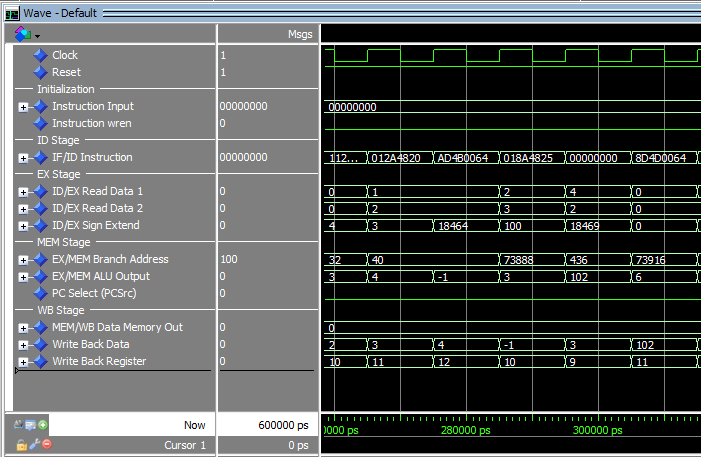 Wave - Default
Msgs
Clock 1
Reset 1
Initialization
Instruction Input 00000000 00000000
Instruction wren 0
ID Stage
IF/ID Instruction 00000000 112... 012A4820 AD4B0064 018A4825 00000000 8D4D0064
EX Stage
ID/EX Read Data 1 0 0 1 2 4 0
ID/EX Read Data 2 0 0 2 3 2 0
ID/EX Sign Extend 0 4 3 18464 100 18469 0
MEM Stage
EX/MEM Branch Address 100 32 40 73888 436 73916
EX/MEM ALU Output 0 3 4 -1 3 102 6
PC Select (PCSrc) 0
WB Stage
MEM/WB Data Memory Out 0 0
Write Back Data 0 2 3 4 -1 3 102
Write Back Register 0 10 11 12 10 9 11
Now 600000 ps 0000 ps 280000 ps 300000 ps
Cursor 1 0 ps